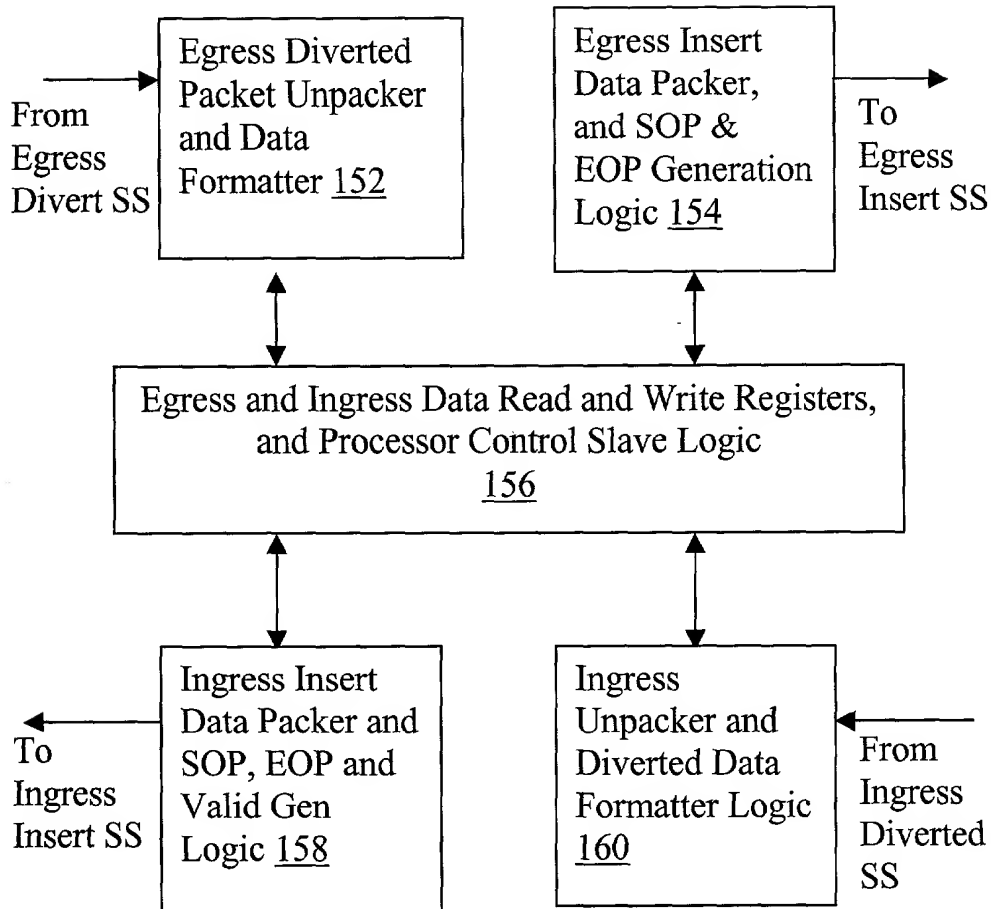 Egress Diverted
Packet Unpacker
and Data
Formatter 152
From
Egress
Divert SS
Egress Insert
Data Packer,
and SOP &
EOP Generation
Logic 154
To
Egress
Insert SS
Egress and Ingress Data Read and Write Registers,
and Processor Control Slave Logic
156
Ingress Insert
Data Packer and
SOP, EOP and
Valid Gen
Logic 158
To
Ingress
Insert SS
Ingress
Unpacker and
Diverted Data
Formatter Logic
160
From
Ingress
Diverted
SS